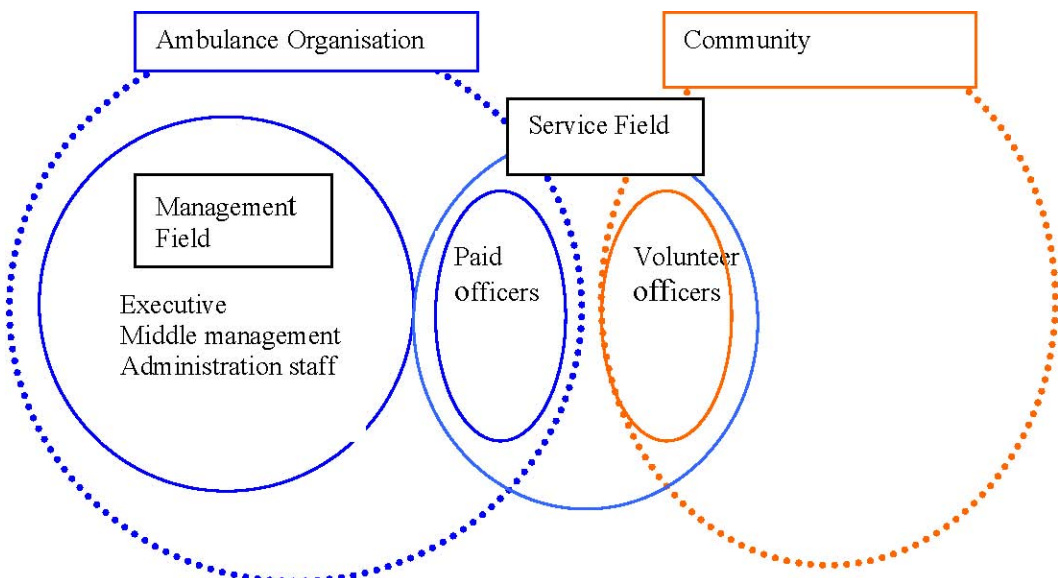 Ambulance Organisation
Community
Service Field
Management
Field
Paid
officers
Volunteer
officers
Executive
Middle management
Administration staff